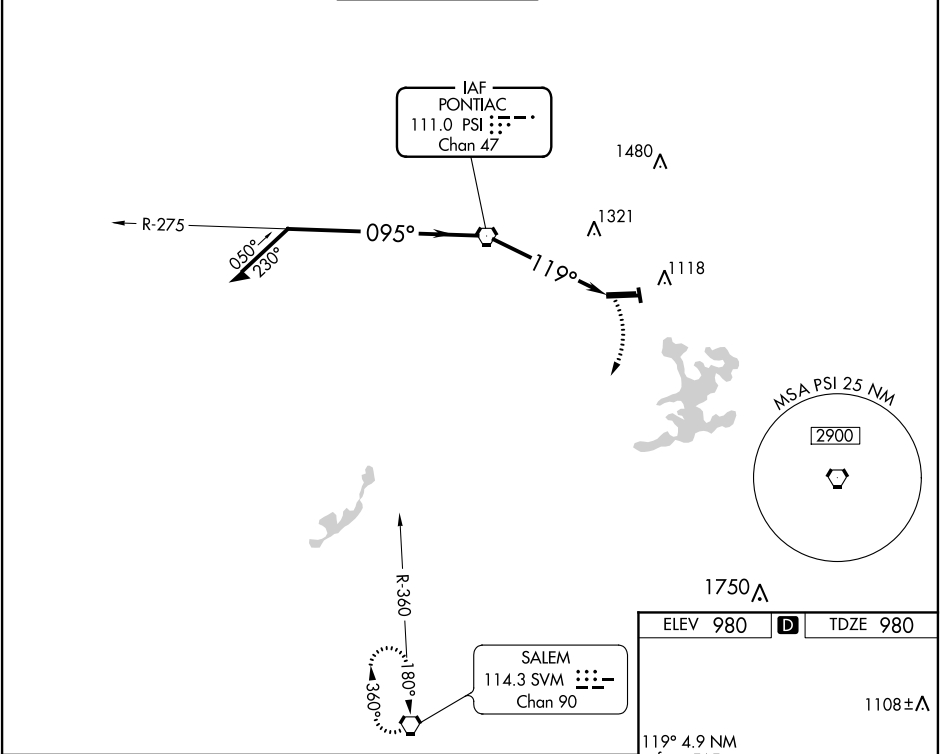 IAF
PONTIAC
111.0 PSI
Chan 47
1480
1321
1118
R-275
095°
050°
230°
119°
MSA PSI 25 NM
2900
R-360
180°
360°
SALEM
114.3 SVM
Chan 90
1750
ELEV 980 D TDZE 980
1108±
119° 4.9 NM